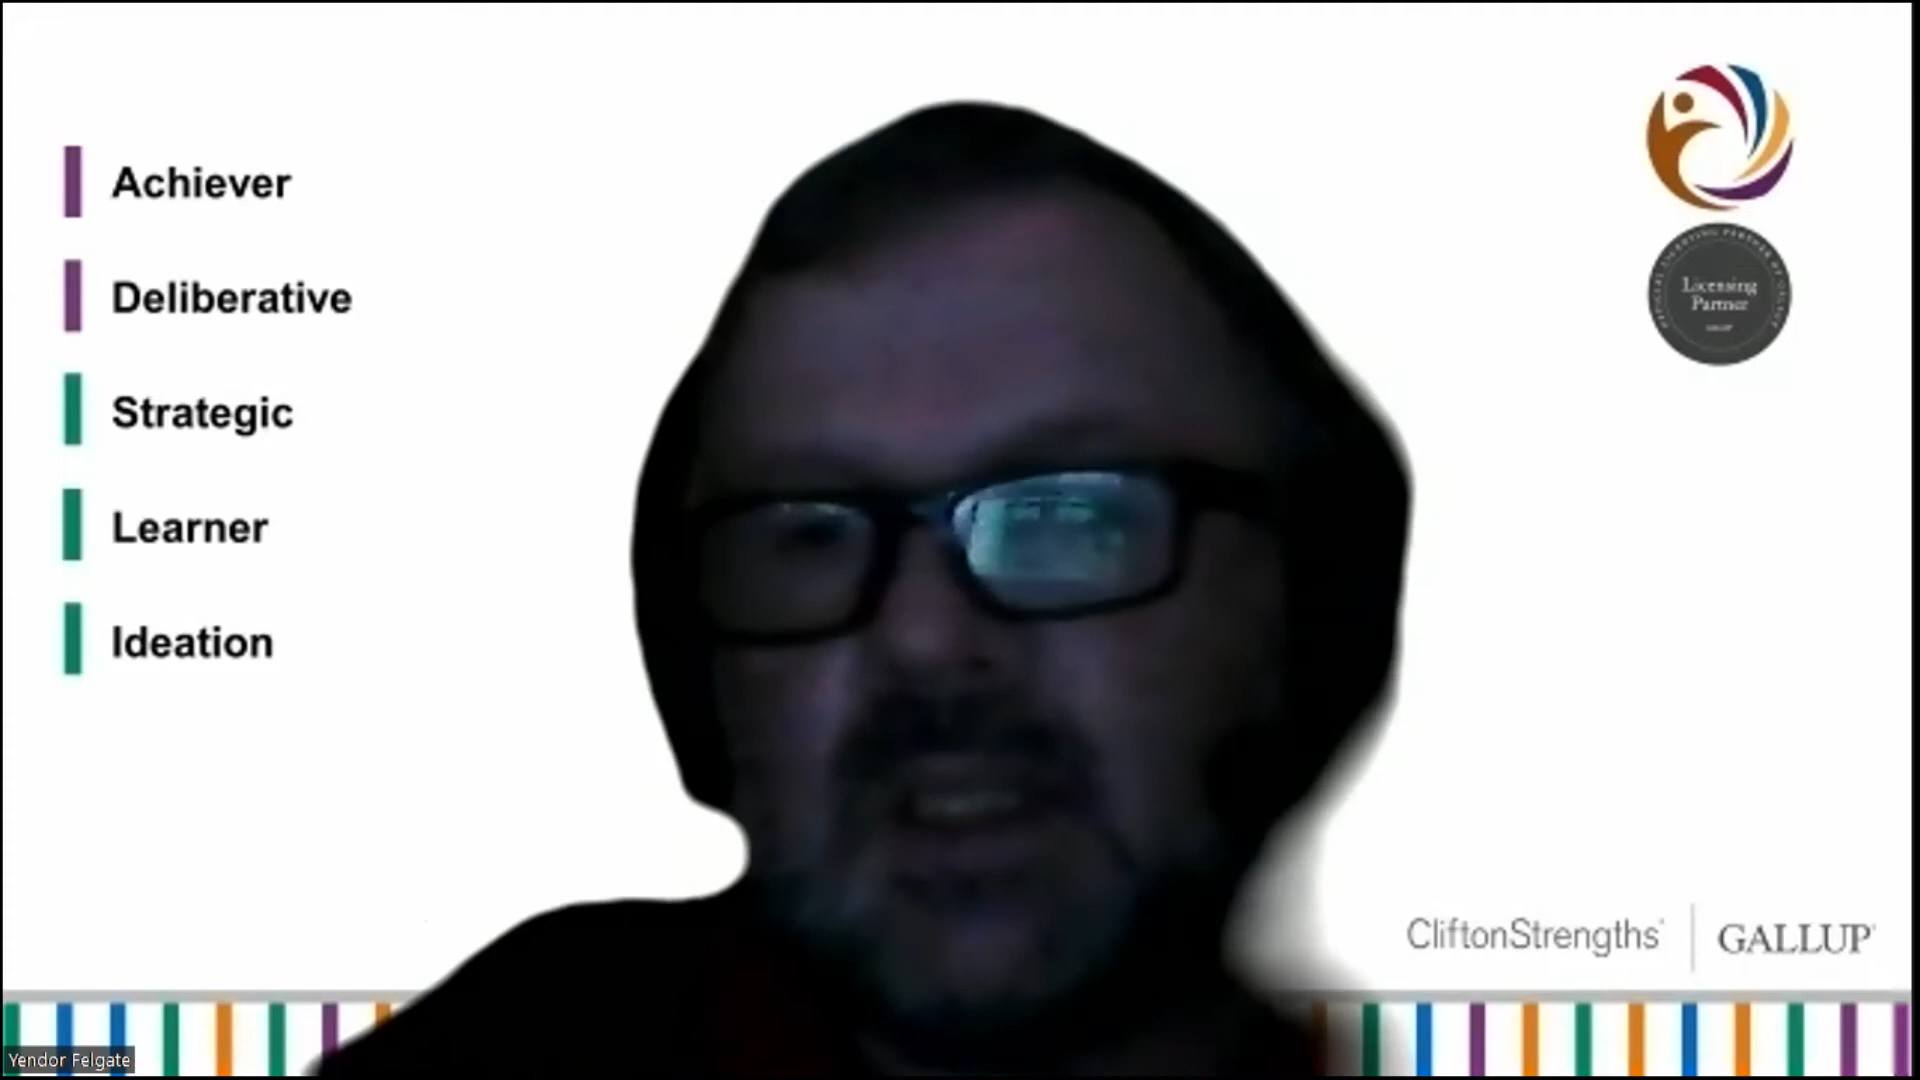 Achiever
Deliberative
Strategic
Learner
Ideation
Licensing
Partner
CliftonStrengths®
GALLUP®
Yendor Felgate